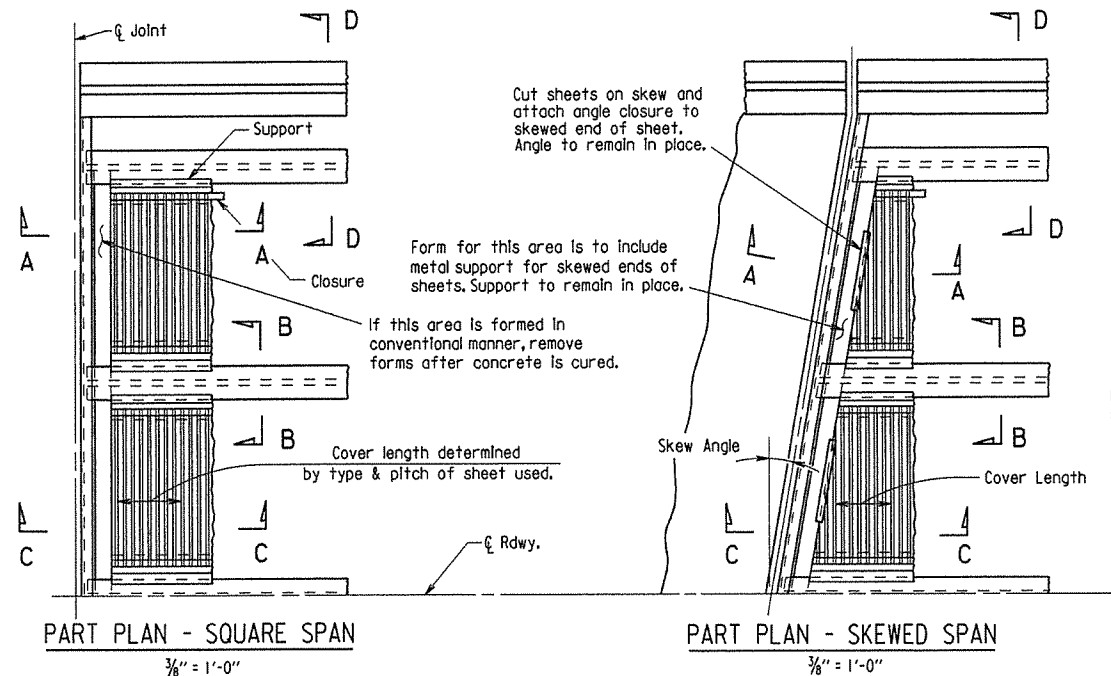 ℄ Joint
D
Support
A
A
D
Closure
If this area is formed in
conventional manner, remove
forms after concrete is cured.
B
B
Cover length determined
by type & pitch of sheet used.
C
C
℄ Rdwy.
PART PLAN - SQUARE SPAN
3/8" = 1'-0"
D
Cut sheets on skew and
attach angle closure to
skewed end of sheet.
Angle to remain in place.
Form for this area is to include
metal support for skewed ends of
sheets. Support to remain in place.
A
A
D
B
B
Skew Angle
Cover Length
C
C
PART PLAN - SKEWED SPAN
3/8" = 1'-0"